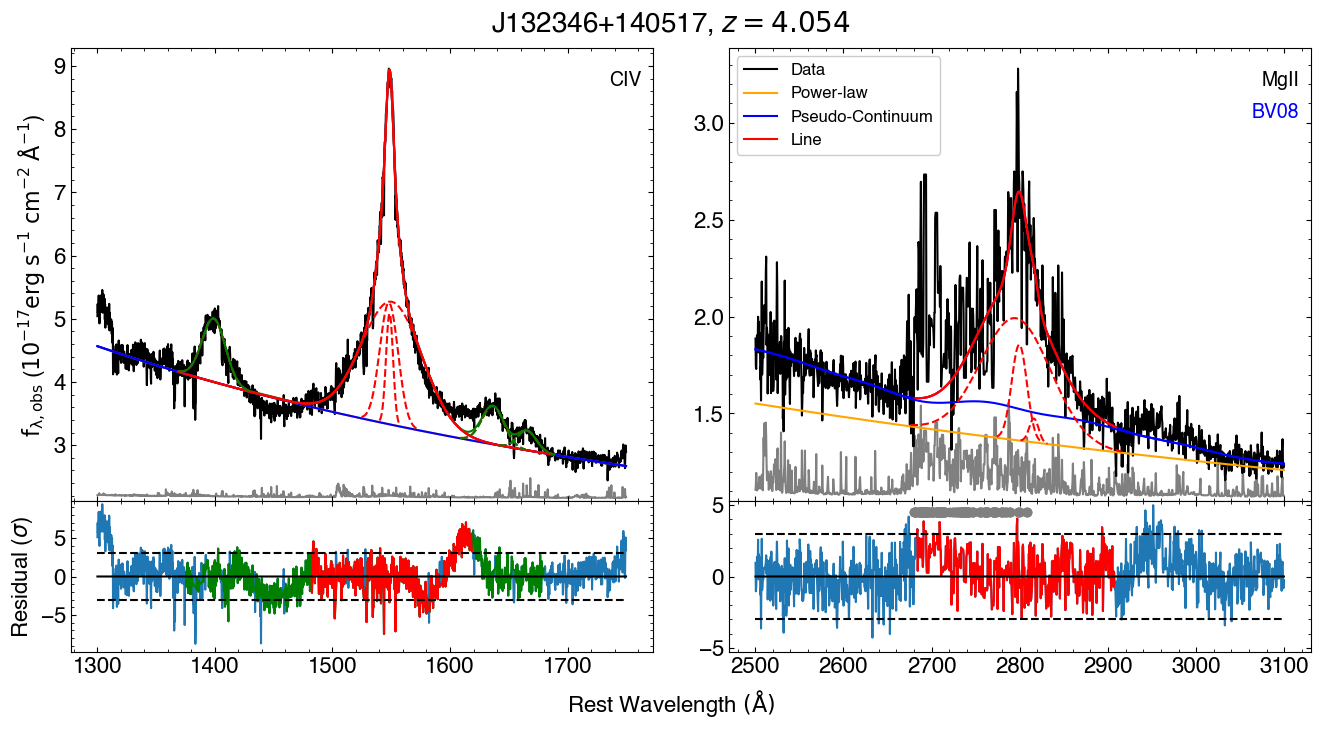 J132346+140517, z = 4.054
CIV
MgII
BV08
Data
Power-law
Pseudo-Continuum
Line
f_λ,obs (10⁻¹⁷erg s⁻¹ cm⁻² Å⁻¹)
9
8
7
6
5
4
3
3.0
2.5
2.0
1.5
Residual (σ)
5
0
−5
5
0
−5
1300 1400 1500 1600 1700
2500 2600 2700 2800 2900 3000 3100
Rest Wavelength (Å)